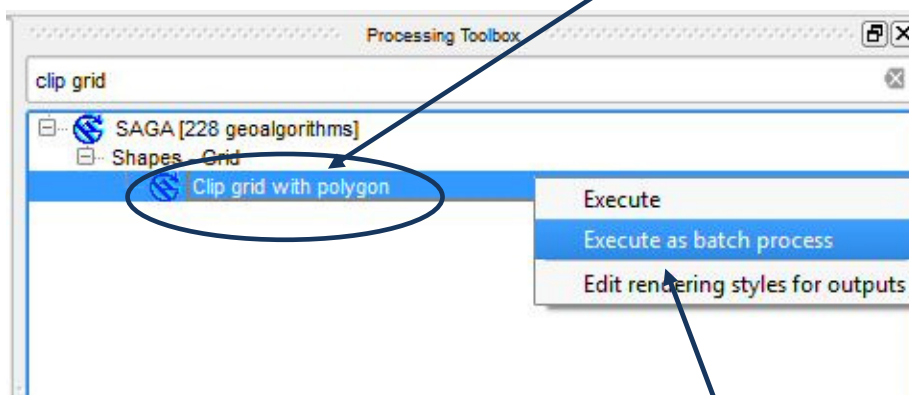 Processing Toolbox
clip grid
SAGA [228 geoalgorithms]
Shapes - Grid
Clip grid with polygon
Execute
Execute as batch process
Edit rendering styles for outputs